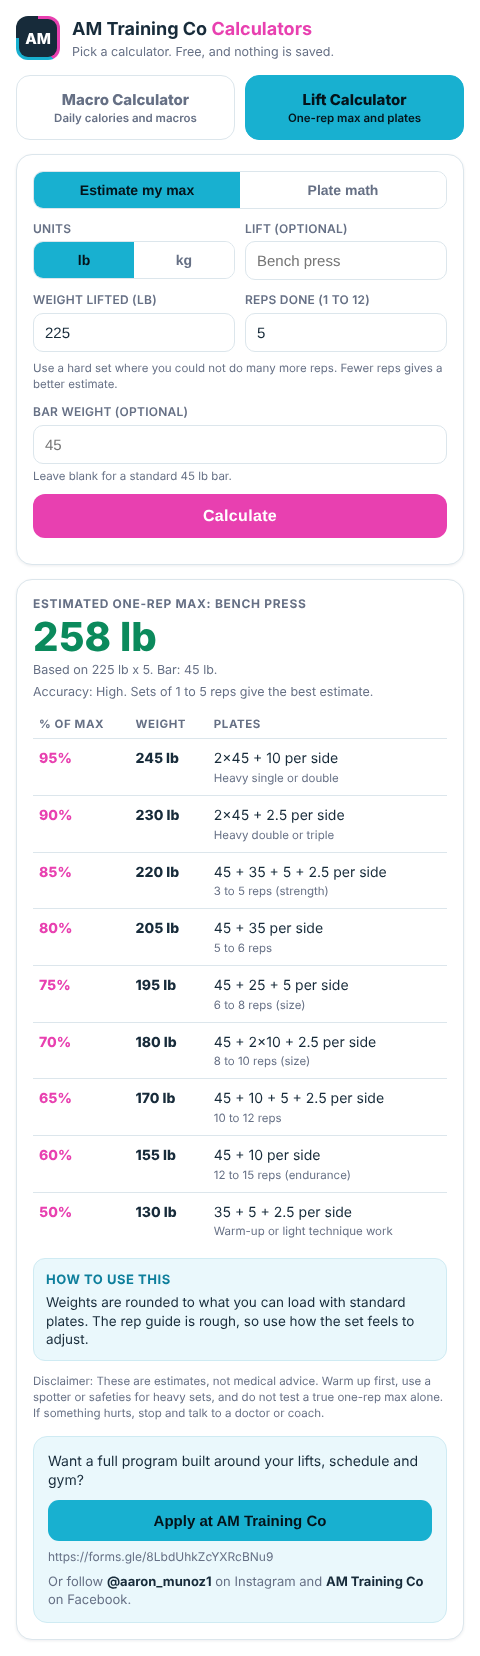 AM
AM Training Co Calculators
Pick a calculator. Free, and nothing is saved.
Macro Calculator
Daily calories and macros
Lift Calculator
One-rep max and plates
Estimate my max
Plate math
UNITS
LIFT (OPTIONAL)
lb
kg
Bench press
WEIGHT LIFTED (LB)
REPS DONE (1 TO 12)
225
5
Use a hard set where you could not do many more reps. Fewer reps gives a
better estimate.
BAR WEIGHT (OPTIONAL)
45
Leave blank for a standard 45 lb bar.
Calculate
ESTIMATED ONE-REP MAX: BENCH PRESS
258 lb
Based on 225 lb x 5. Bar: 45 lb.
Accuracy: High. Sets of 1 to 5 reps give the best estimate.
% OF MAX WEIGHT PLATES
95% 245 lb 2×45 + 10 per side
Heavy single or double
90% 230 lb 2×45 + 2.5 per side
Heavy double or triple
85% 220 lb 45 + 35 + 5 + 2.5 per side
3 to 5 reps (strength)
80% 205 lb 45 + 35 per side
5 to 6 reps
75% 195 lb 45 + 25 + 5 per side
6 to 8 reps (size)
70% 180 lb 45 + 2×10 + 2.5 per side
8 to 10 reps (size)
65% 170 lb 45 + 10 + 5 + 2.5 per side
10 to 12 reps
60% 155 lb 45 + 10 per side
12 to 15 reps (endurance)
50% 130 lb 35 + 5 + 2.5 per side
Warm-up or light technique work
HOW TO USE THIS
Weights are rounded to what you can load with standard
plates. The rep guide is rough, so use how the set feels to
adjust.
Disclaimer: These are estimates, not medical advice. Warm up first, use a
spotter or safeties for heavy sets, and do not test a true one-rep max alone.
If something hurts, stop and talk to a doctor or coach.
Want a full program built around your lifts, schedule and
gym?
Apply at AM Training Co
https://forms.gle/8LbdUhkZcYXRcBNu9
Or follow @aaron_munoz1 on Instagram and AM Training Co
on Facebook.